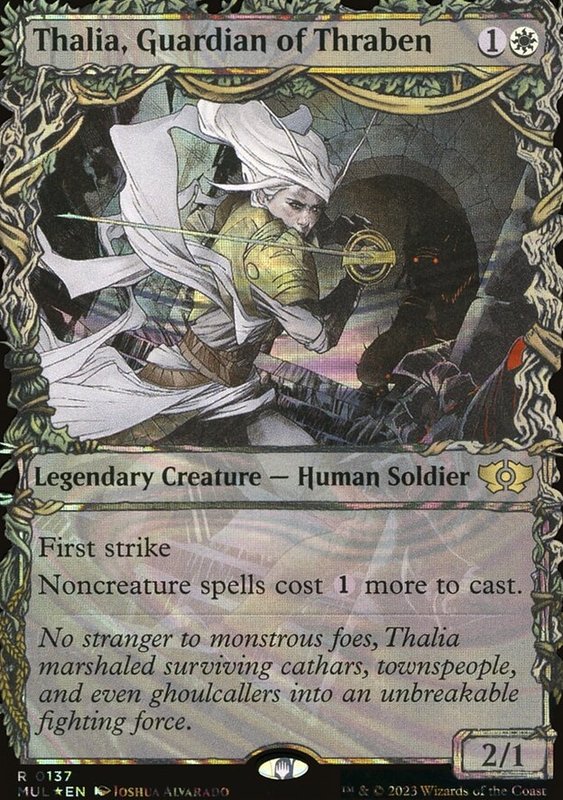 Thalia, Guardian of Thraben 1
Legendary Creature — Human Soldier
First strike
Noncreature spells cost 1 more to cast.
No stranger to monstrous foes, Thalia
marshaled surviving cathars, townspeople,
and even ghoulcallers into an unbreakable
fighting force.
2/1
R 0137
MUL ★ EN Joshua Alvarado
™ & © 2023 Wizards of the Coast